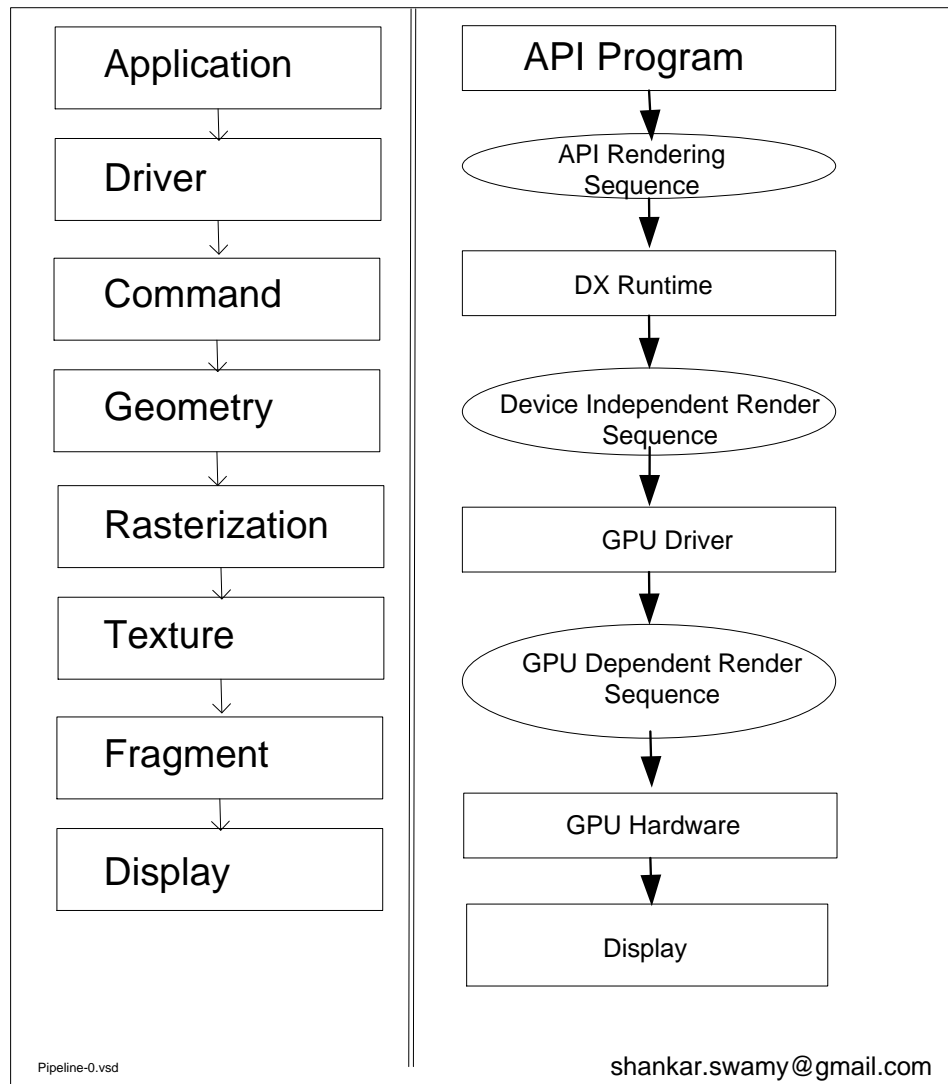 Application
Driver
Command
Geometry
Rasterization
Texture
Fragment
Display
Pipeline-0.vsd
API Program
API Rendering
Sequence
DX Runtime
Device Independent Render
Sequence
GPU Driver
GPU Dependent Render
Sequence
GPU Hardware
Display
shankar.swamy@gmail.com